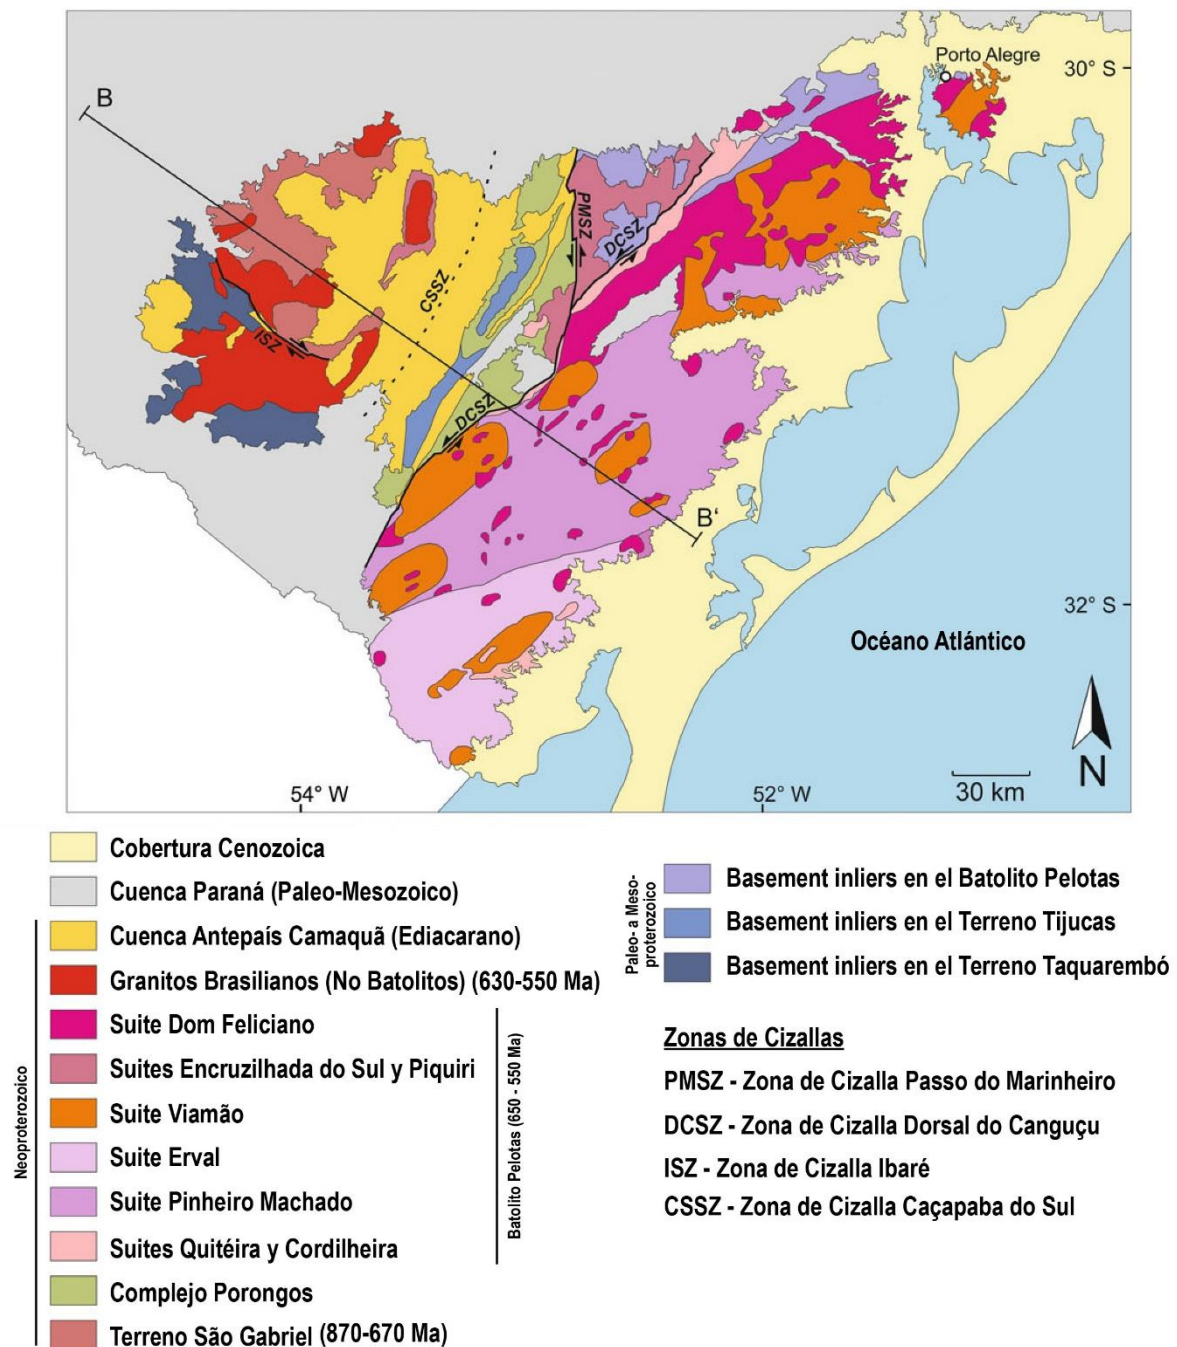 Porto Alegre
30° S
B
PMSZ
DCSZ
CSSZ
ISZ
DCSZ
B'
32° S
Océano Atlántico
N
54° W
52° W
30 km
Cobertura Cenozoica
Cuenca Paraná (Paleo-Mesozoico)
Neoproterozoico
Cuenca Antepaís Camaquã (Ediacarano)
Granitos Brasilianos (No Batolitos) (630-550 Ma)
Batolito Pelotas (650 - 550 Ma)
Suite Dom Feliciano
Suites Encruzilhada do Sul y Piquiri
Suite Viamão
Suite Erval
Suite Pinheiro Machado
Suites Quitéira y Cordilheira
Complejo Porongos
Terreno São Gabriel (870-670 Ma)
Paleo- a Meso-
proterozoico
Basement inliers en el Batolito Pelotas
Basement inliers en el Terreno Tijucas
Basement inliers en el Terreno Taquarembó
Zonas de Cizallas
PMSZ - Zona de Cizalla Passo do Marinheiro
DCSZ - Zona de Cizalla Dorsal do Canguçu
ISZ - Zona de Cizalla Ibaré
CSSZ - Zona de Cizalla Caçapaba do Sul